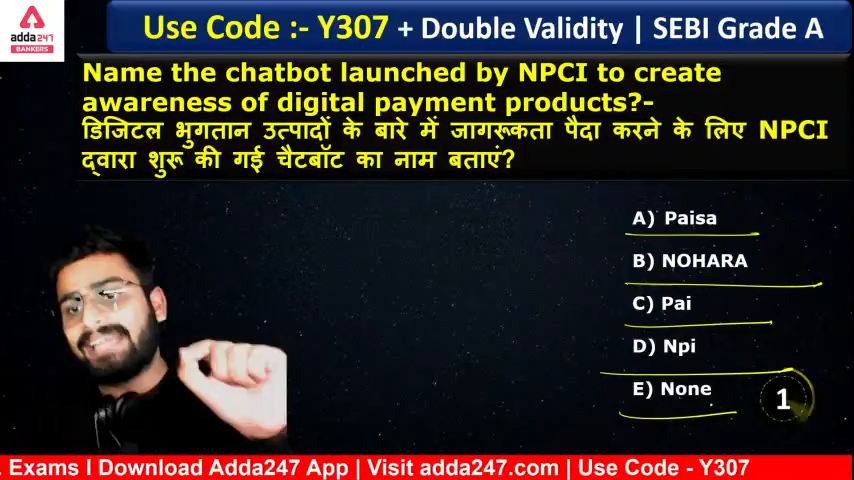 Use Code :- Y307 + Double Validity | SEBI Grade A
adda247
BANKERS
Name the chatbot launched by NPCI to create
awareness of digital payment products?-
डिजिटल भुगतान उत्पादों के बारे में जागरूकता पैदा करने के लिए NPCI
द्वारा शुरू की गई चैटबॉट का नाम बताएं?
A) Paisa
B) NOHARA
C) Pai
D) Npi
E) None
1
. Exams I Download Adda247 App | Visit adda247.com | Use Code - Y307